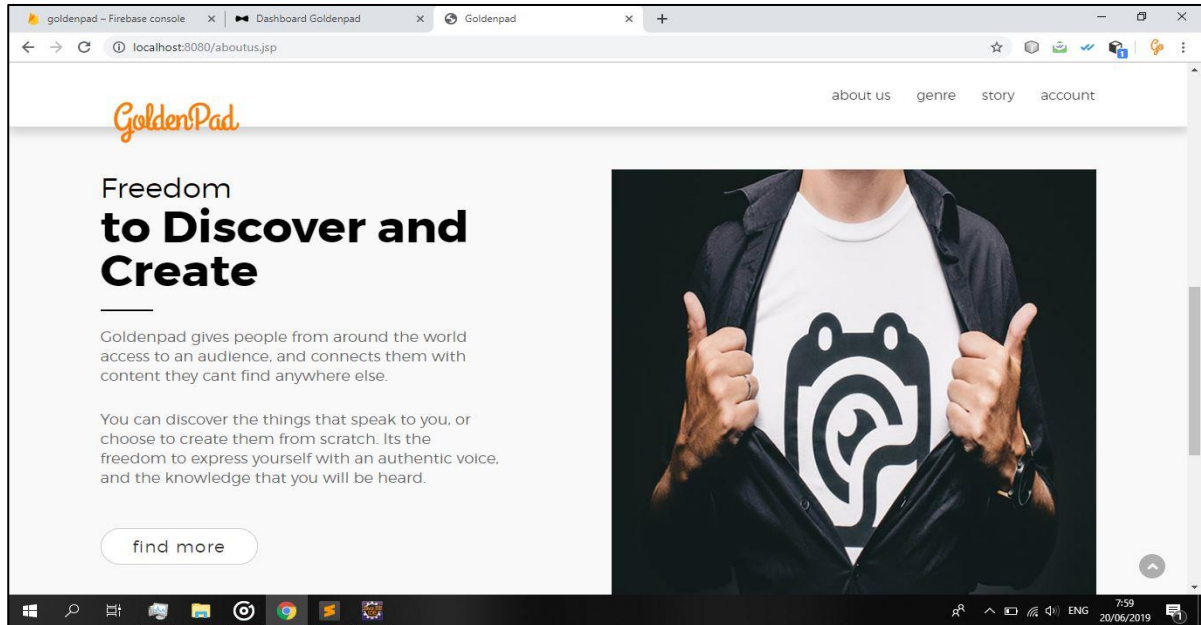 goldenpad – Firebase console
Dashboard Goldenpad
Goldenpad
localhost:8080/aboutus.jsp
1
Gp
GoldenPad
about us genre story account
Freedom
to Discover and
Create
Goldenpad gives people from around the world
access to an audience, and connects them with
content they cant find anywhere else.
You can discover the things that speak to you, or
choose to create them from scratch. Its the
freedom to express yourself with an authentic voice,
and the knowledge that you will be heard.
find more
ENG
7:59
20/06/2019
1